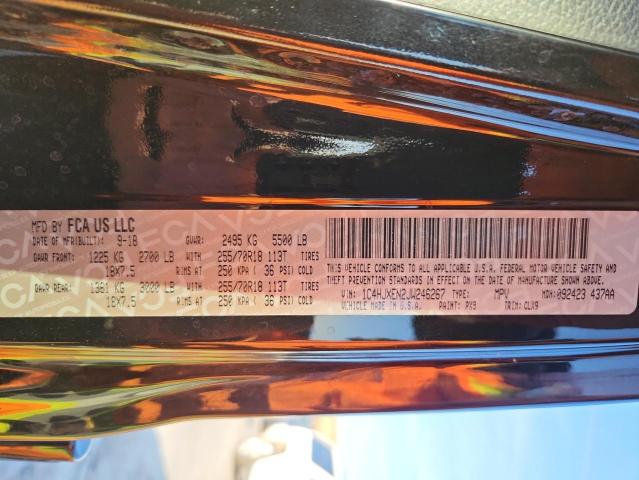 MFD BY FCA US LLC
DATE OF MFR(BUILT): 9-18 GVWR: 2495 KG 5500 LB
GAWR FRONT: 1225 KG 2700 LB WITH 255/70R18 113T TIRES
18X7.5 RIMS AT 250 KPA ( 36 PSI) COLD
GAWR REAR: 1361 KG 3000 LB WITH 255/70R18 113T TIRES
18X7.5 RIMS AT 250 KPA ( 36 PSI) COLD
THIS VEHICLE CONFORMS TO ALL APPLICABLE U.S.A. FEDERAL MOTOR VEHICLE SAFETY AND
THEFT PREVENTION STANDARDS IN EFFECT ON THE DATE OF MANUFACTURE SHOWN ABOVE.
VIN: 1C4HJXEN2JW246267 TYPE: MPV MDH: 092423 437AA
VEHICLE MADE IN U.S.A. PAINT: PX9 TRIM: CLX9